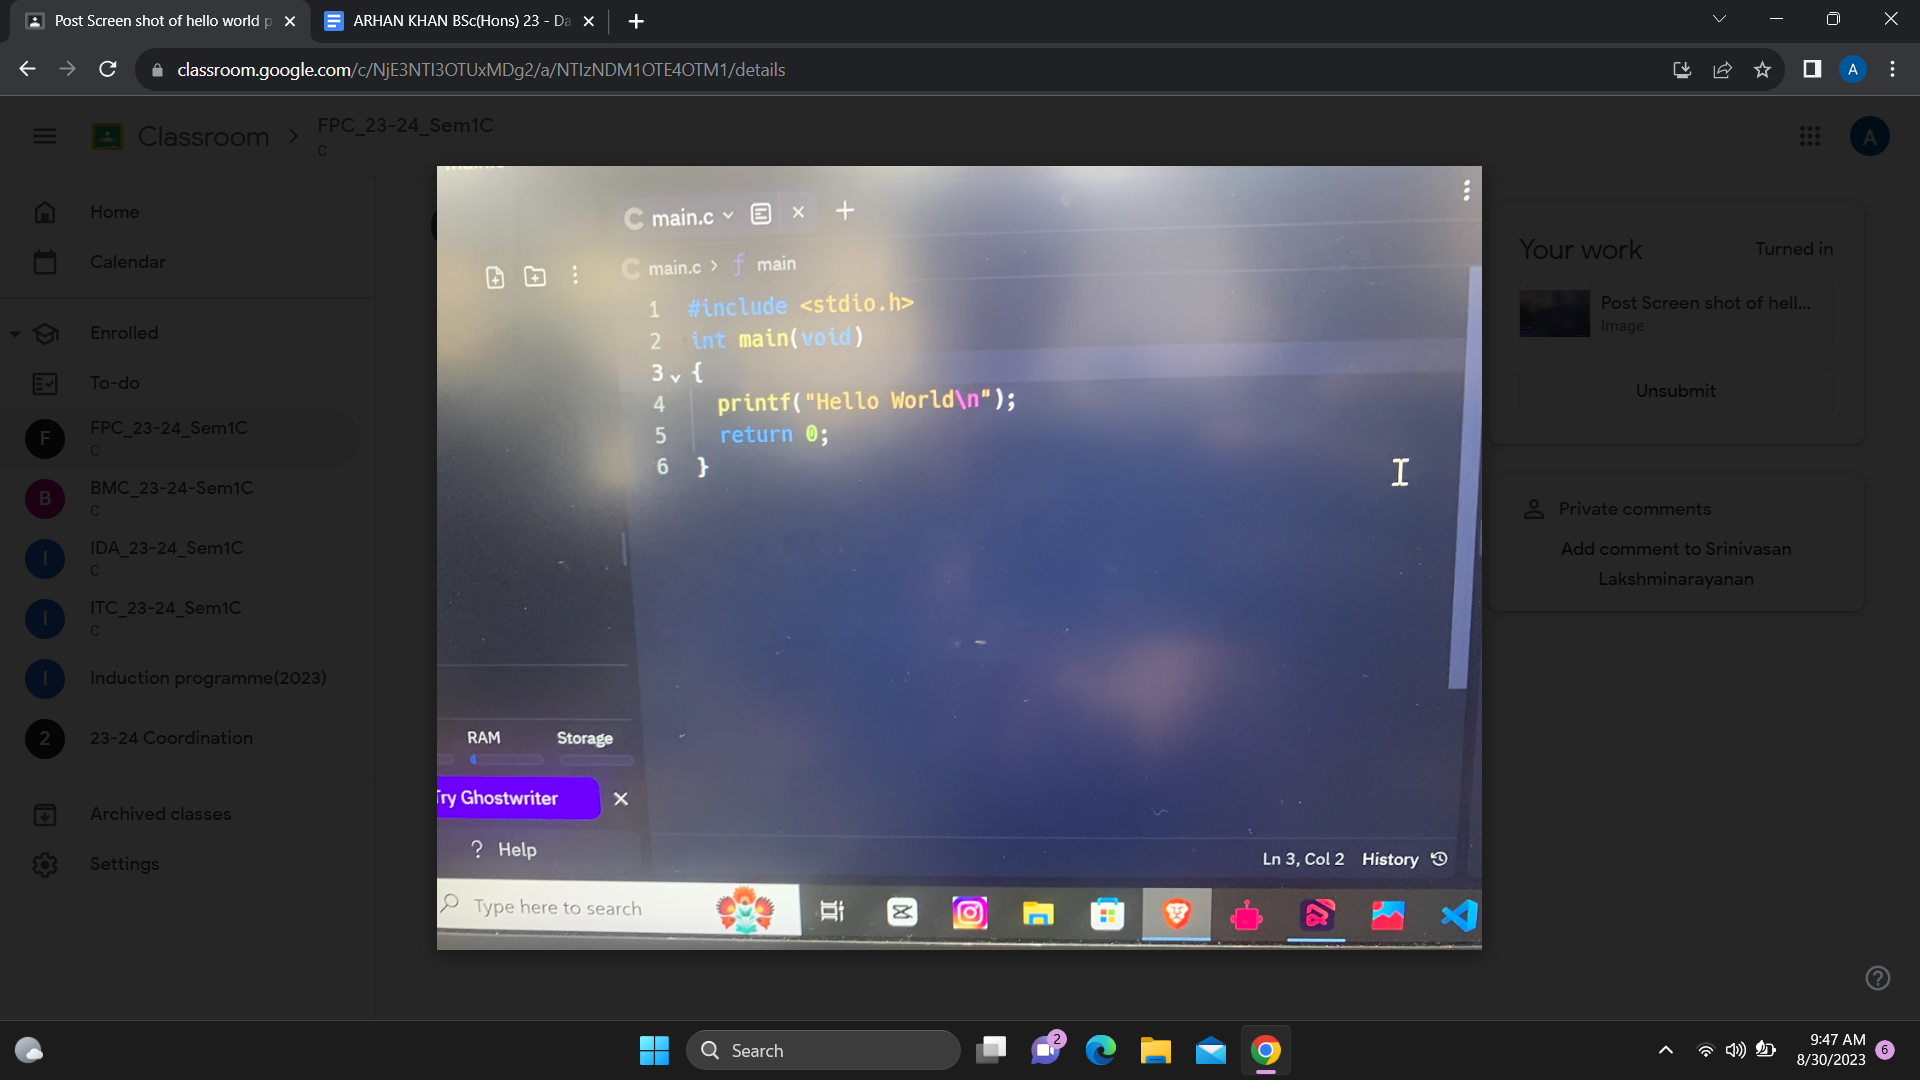 Post Screen shot of hello world p
ARHAN KHAN BSc(Hons) 23 - Da
classroom.google.com/c/NjE3NTI3OTUxMDg2/a/NTIzNDM1OTE4OTM1/details
A
Classroom
FPC_23-24_Sem1C
C
A
Home
Calendar
Enrolled
To-do
F
FPC_23-24_Sem1C
C
B
BMC_23-24-Sem1C
C
I
IDA_23-24_Sem1C
C
I
ITC_23-24_Sem1C
C
I
Induction programme(2023)
2
23-24 Coordination
Archived classes
Settings
C main.c
C main.c > f main
1 #include <stdio.h>
2 int main(void)
3 {
4 printf("Hello World\n");
5 return 0;
6 }
RAM
Storage
Try Ghostwriter
? Help
Ln 3, Col 2 History
Type here to search
Your work
Turned in
Post Screen shot of hell...
Image
Unsubmit
Private comments
Add comment to Srinivasan
Lakshminarayanan
Search
2
9:47 AM
8/30/2023
6